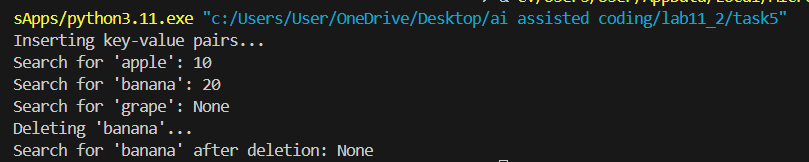 sApps/python3.11.exe "c:/Users/User/OneDrive/Desktop/ai assisted coding/lab11_2/task5"
Inserting key-value pairs...
Search for 'apple': 10
Search for 'banana': 20
Search for 'grape': None
Deleting 'banana'...
Search for 'banana' after deletion: None